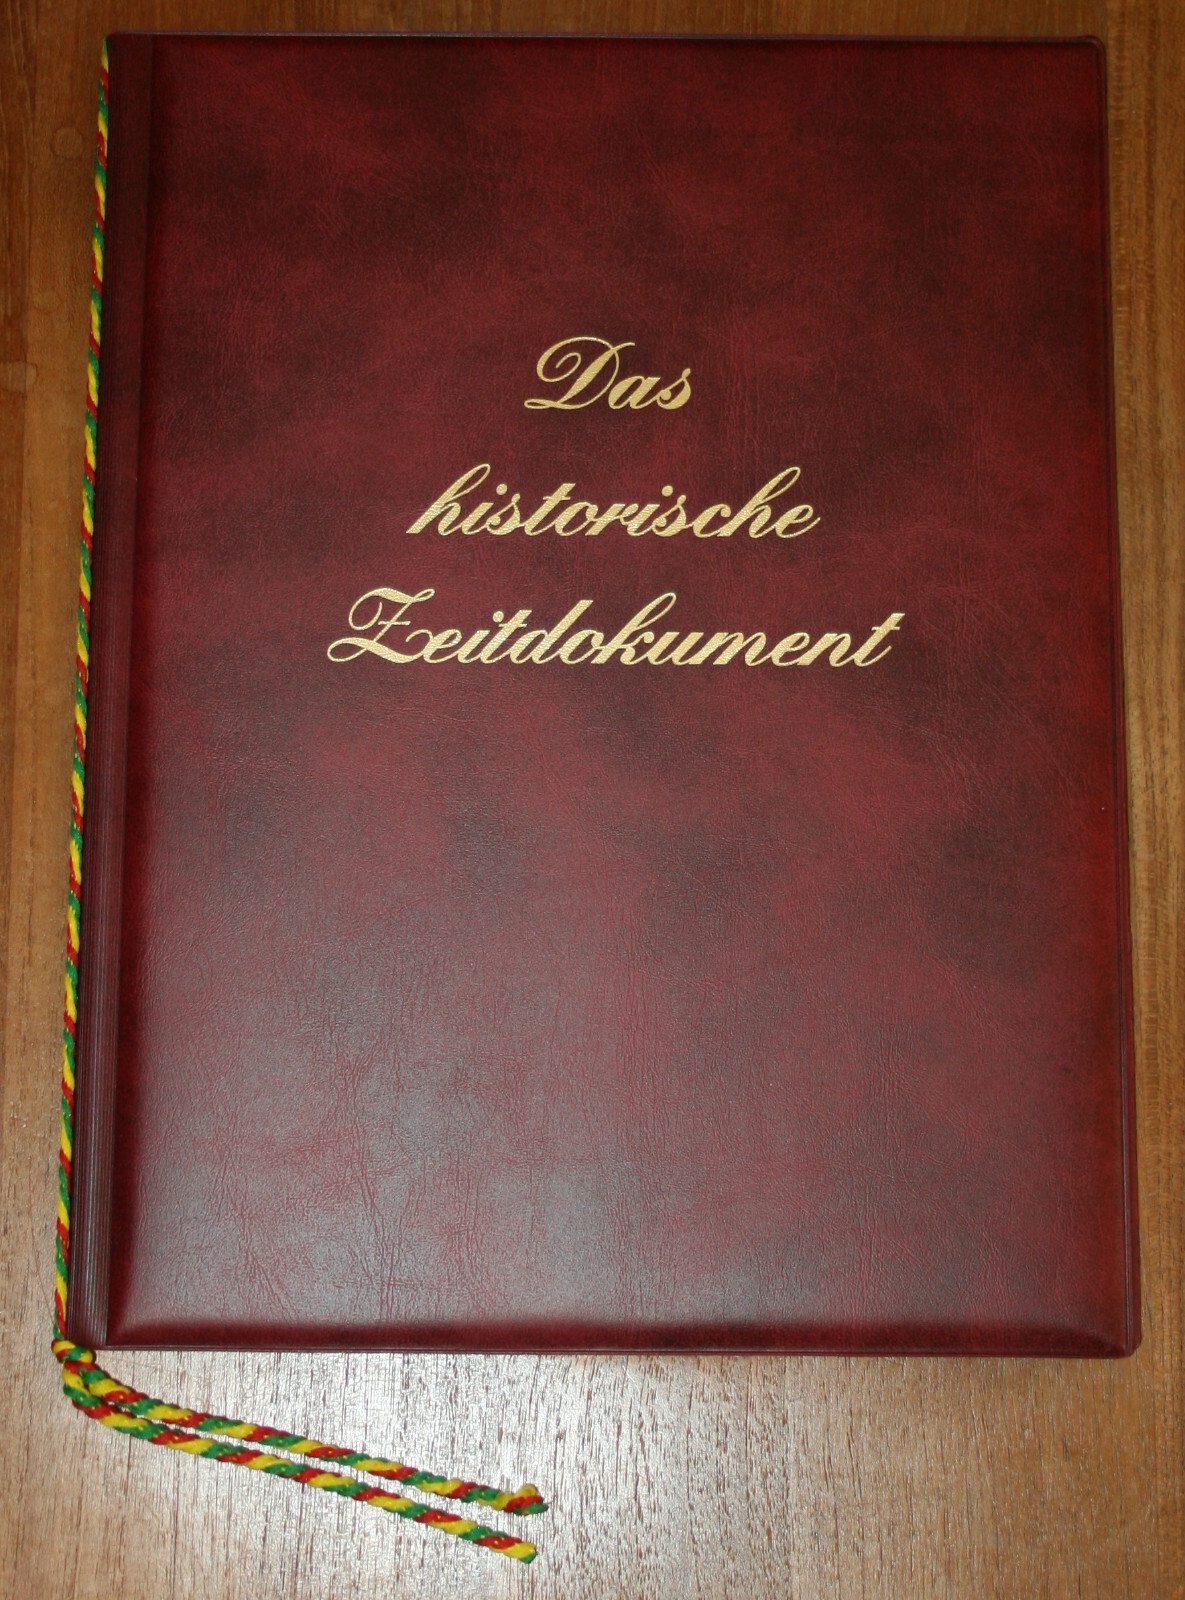 Das
historische
Zeitdokument